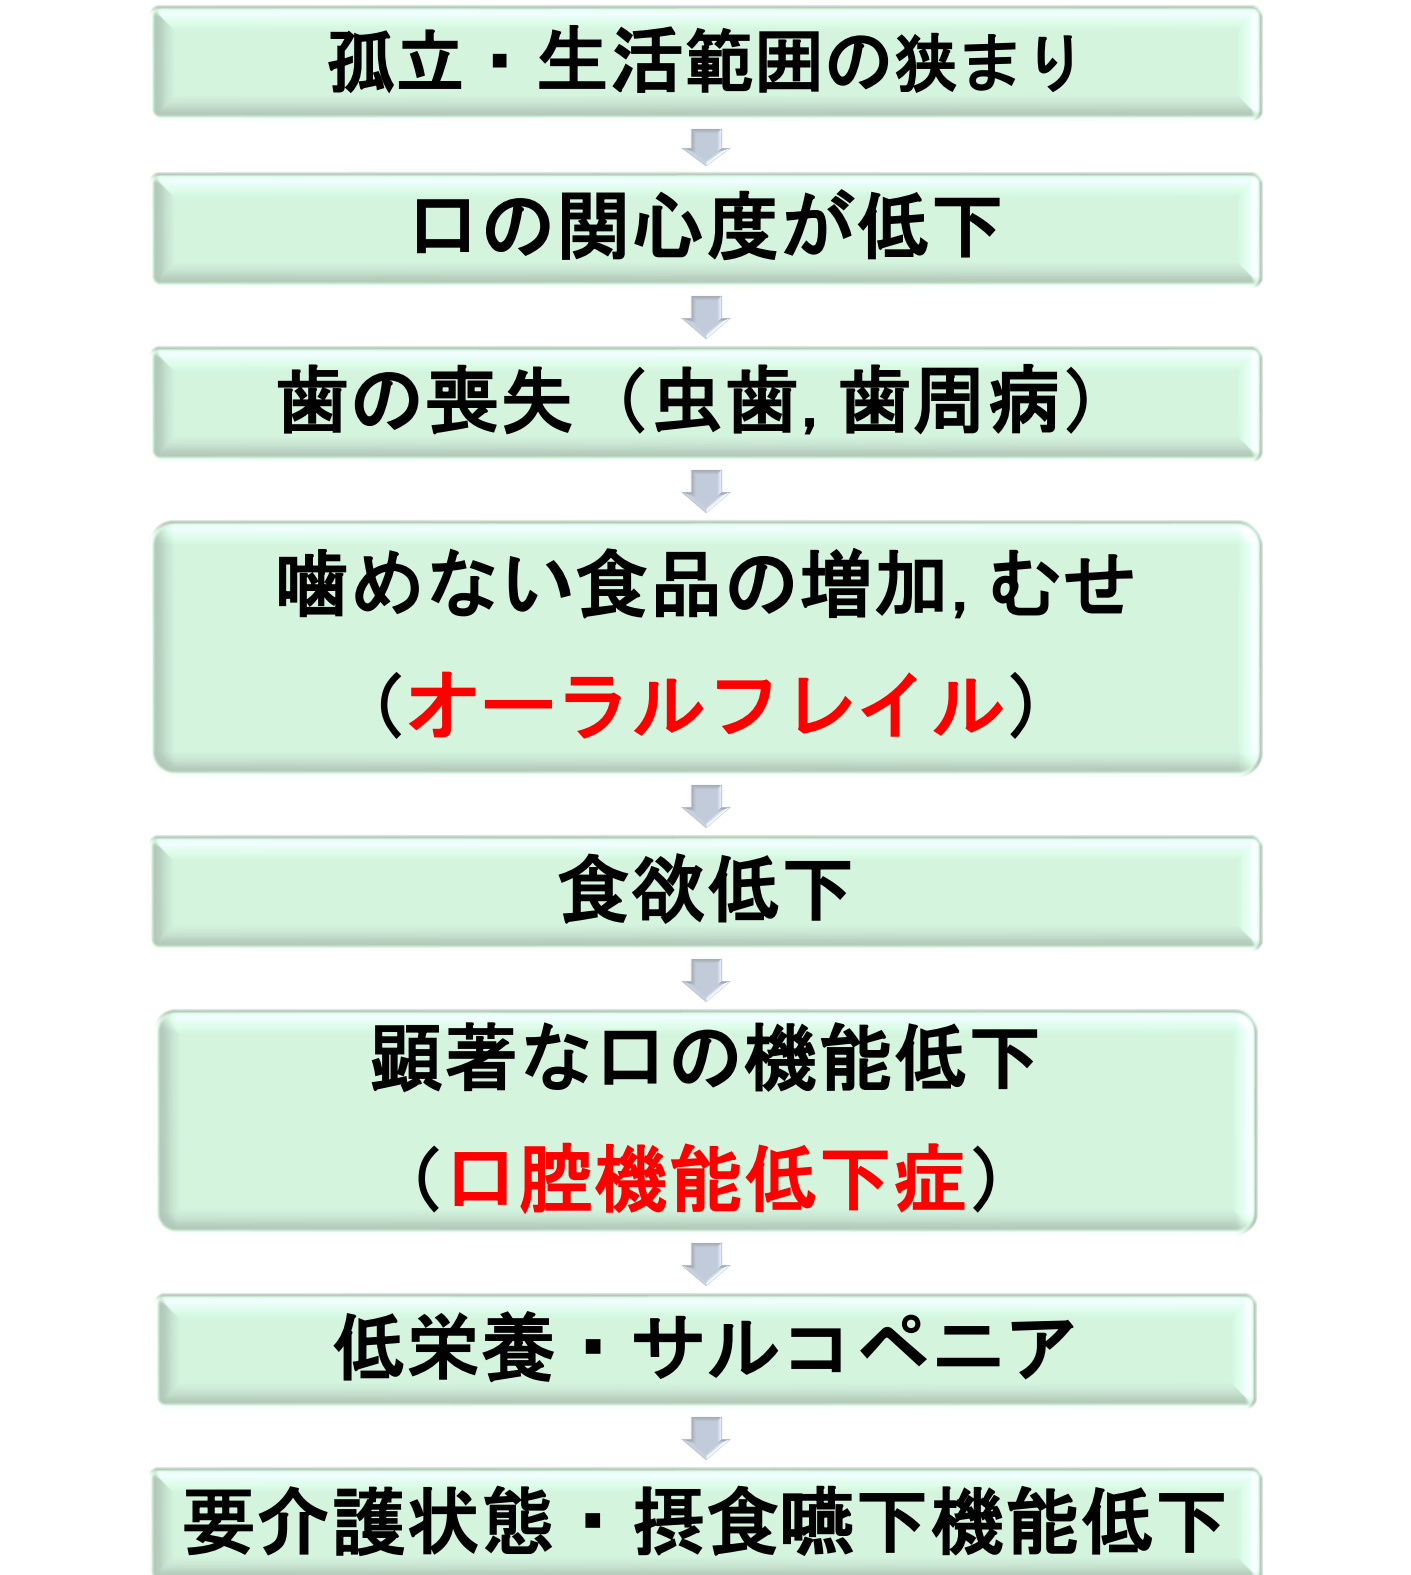 孤立・生活範囲の狭まり
口の関心度が低下
歯の喪失（虫歯,歯周病）
噛めない食品の増加,むせ
（オーラルフレイル）
食欲低下
顕著な口の機能低下
（口腔機能低下症）
低栄養・サルコペニア
要介護状態・摂食嚥下機能低下